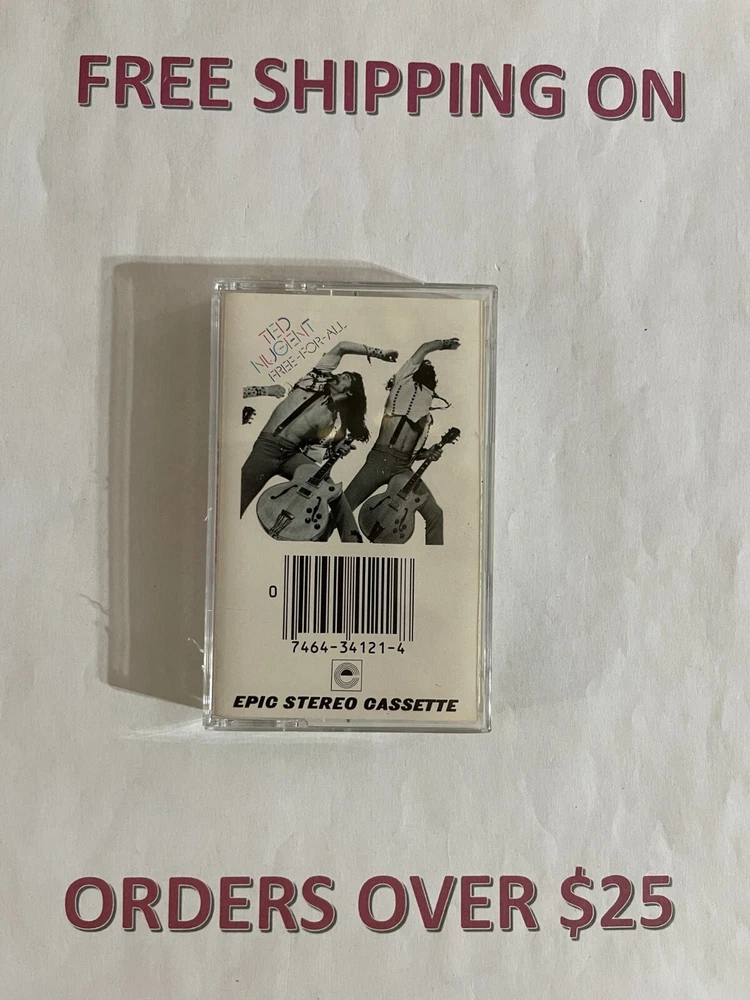 FREE SHIPPING ON
TED
NUGENT
FREE-FOR-ALL
0
7464-34121-4
EPIC STEREO CASSETTE
ORDERS OVER $25